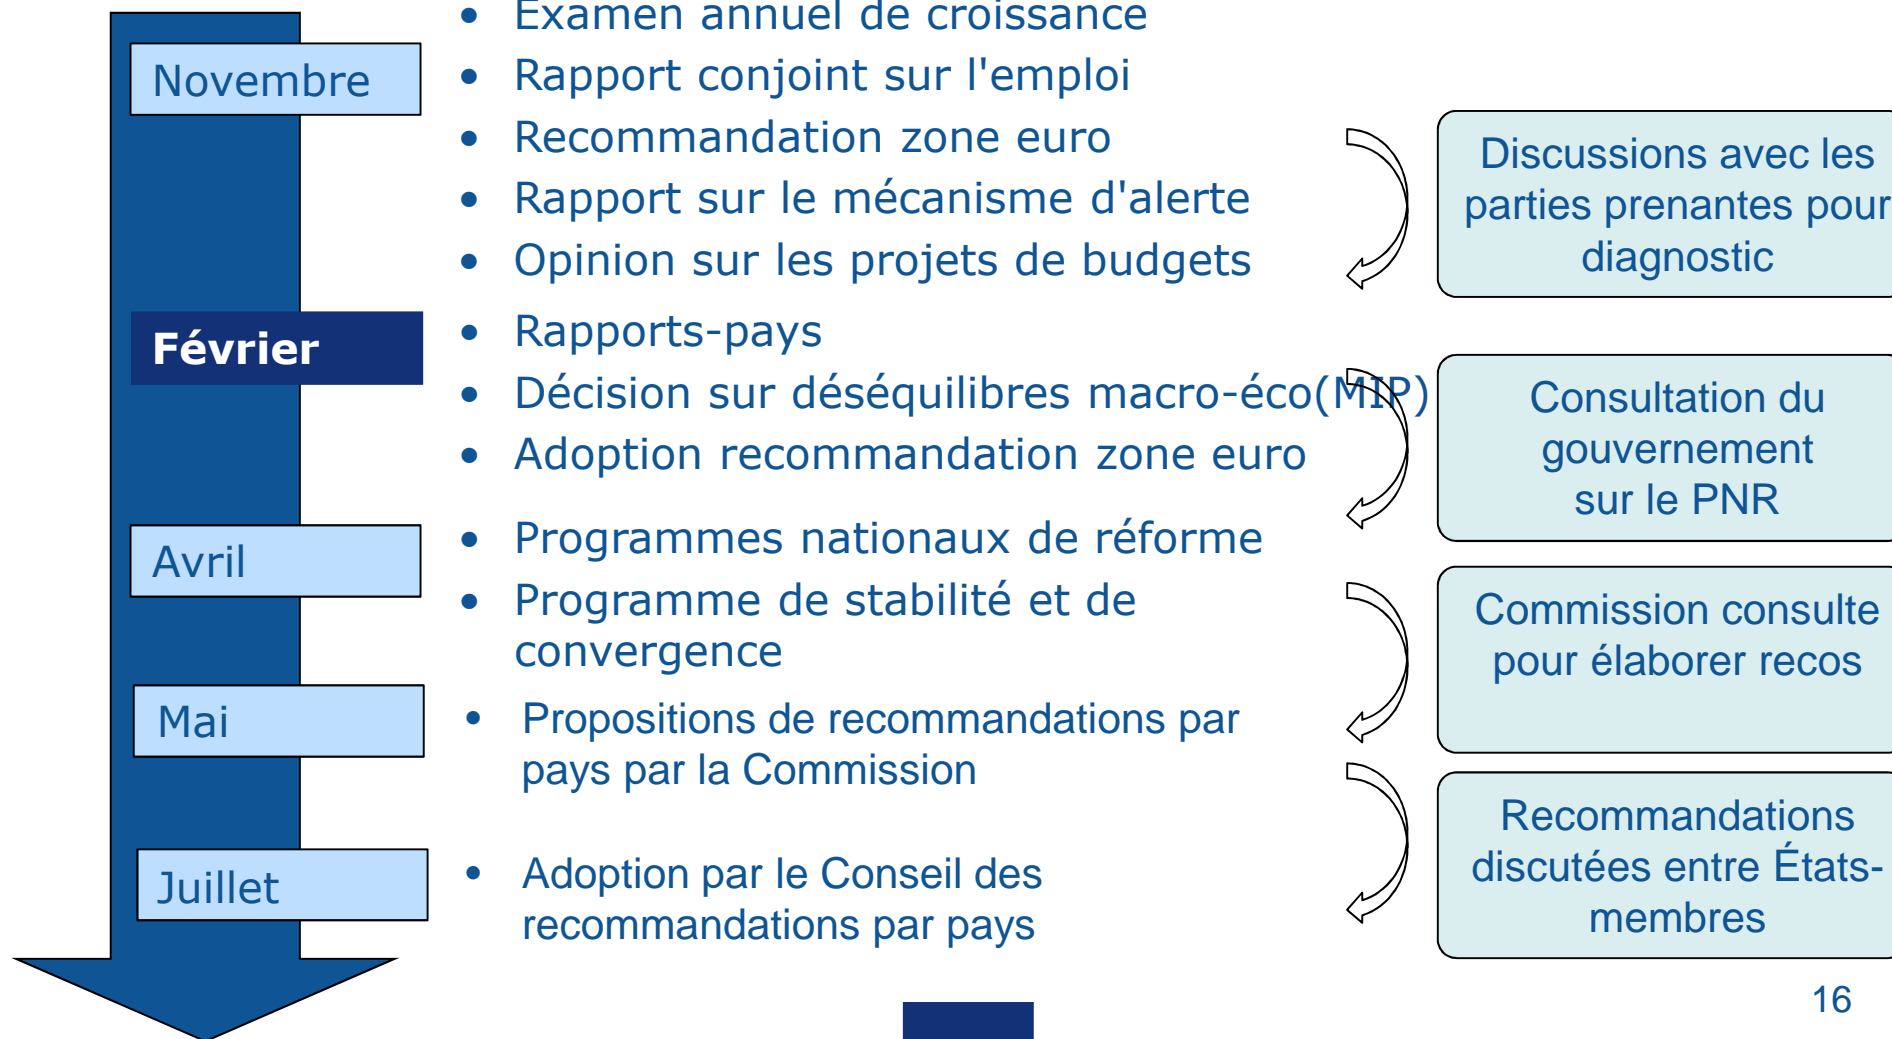 Novembre
• Examen annuel de croissance
• Rapport conjoint sur l'emploi
• Recommandation zone euro
• Rapport sur le mécanisme d'alerte
• Opinion sur les projets de budgets
Discussions avec les
parties prenantes pour
diagnostic
Février
• Rapports-pays
• Décision sur déséquilibres macro-éco(MIP)
• Adoption recommandation zone euro
Consultation du
gouvernement
sur le PNR
Avril
• Programmes nationaux de réforme
• Programme de stabilité et de
convergence
Commission consulte
pour élaborer recos
Mai
• Propositions de recommandations par
pays par la Commission
Recommandations
discutées entre États-
membres
Juillet
• Adoption par le Conseil des
recommandations par pays
16